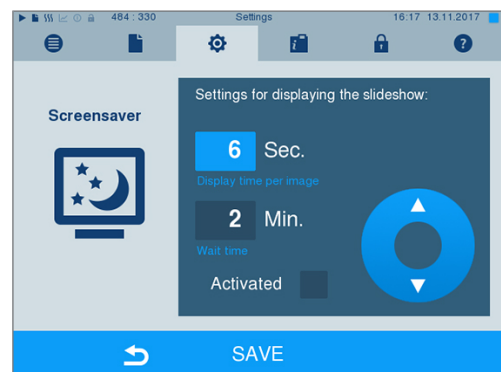 484 : 330
Settings
16:17 13.11.2017
Settings for displaying the slideshow:
Screensaver
6 Sec.
Display time per image
2 Min.
Wait time
Activated
SAVE